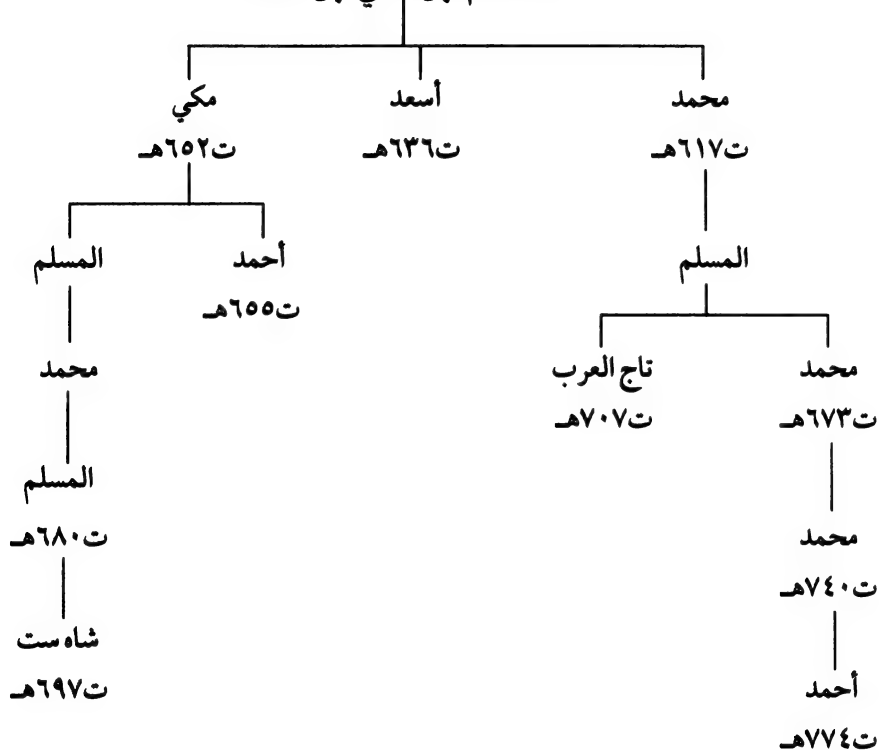 محمد
أسعد
مكي
ت٦١٧هـ
ت٦٣٦هـ
ت٦٥٢هـ
المسلم
أحمد
المسلم
ت٦٥٥هـ
محمد
تاج العرب
محمد
ت٦٧٣هـ
ت٧٠٧هـ
المسلم
محمد
ت٦٨٠هـ
ت٧٤٠هـ
شاه ست
أحمد
ت٦٩٧هـ
ت٧٧٤هـ